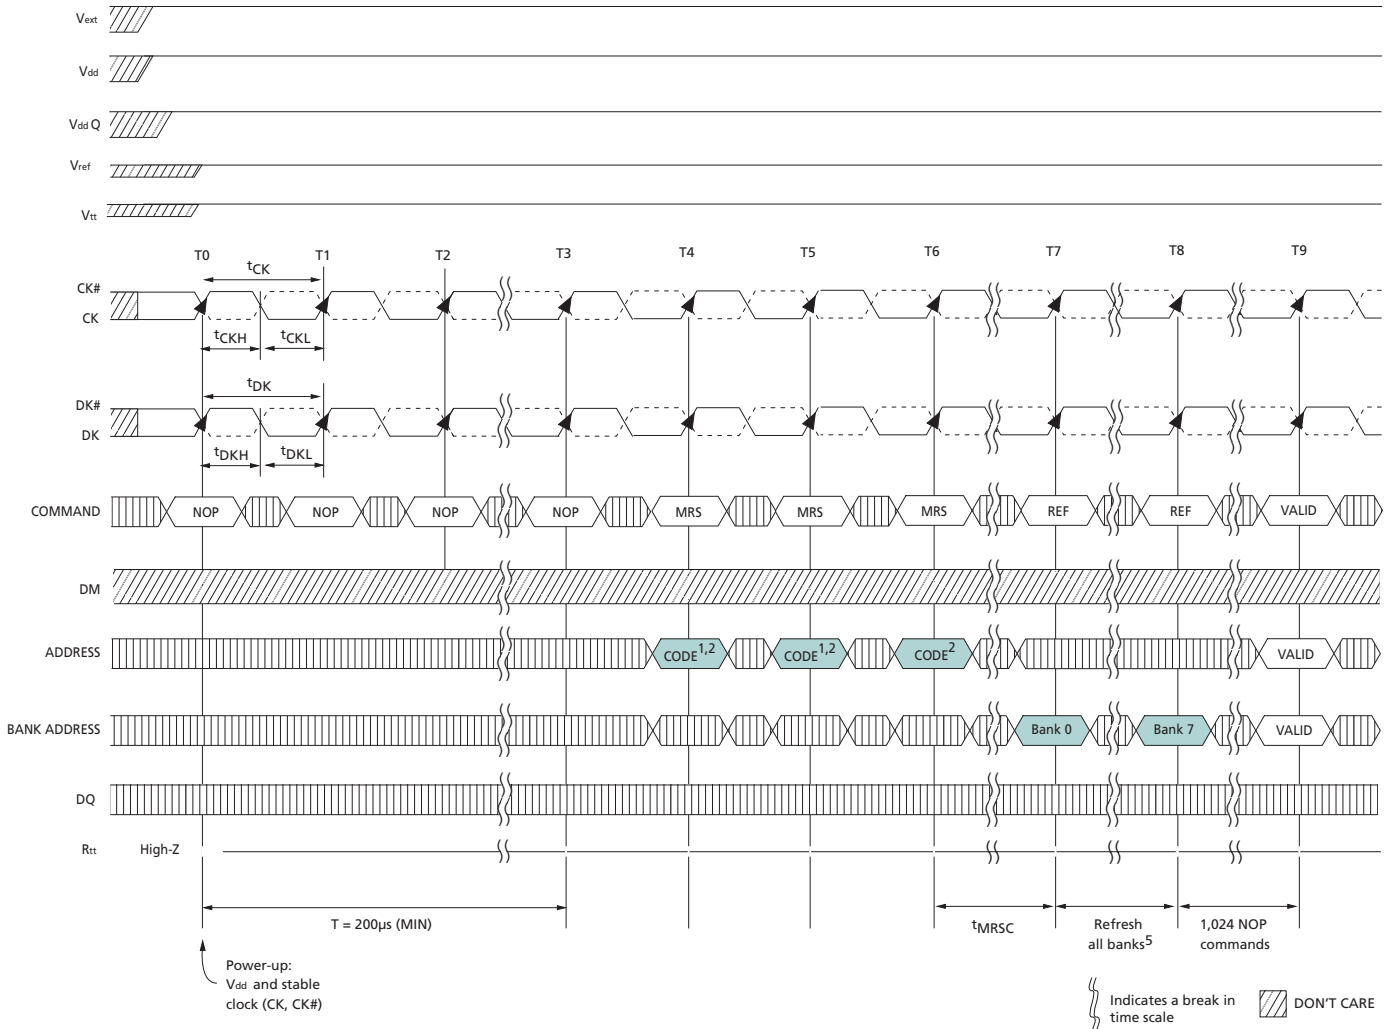 Vext
Vdd
Vdd Q
Vref
Vtt
T0 T1 T2 T3 T4 T5 T6 T7 T8 T9
tCK
CK#
CK
tCKH tCKL
tDK
DK#
DK
tDKH tDKL
COMMAND NOP NOP NOP NOP MRS MRS MRS REF REF VALID
DM
ADDRESS CODE1,2 CODE1,2 CODE2 VALID
BANK ADDRESS Bank 0 Bank 7 VALID
DQ
Rtt High-Z
T = 200µs (MIN)
tMRSC
Refresh
all banks5
1,024 NOP
commands
Power-up:
Vdd and stable
clock (CK, CK#)
Indicates a break in
time scale
DON'T CARE